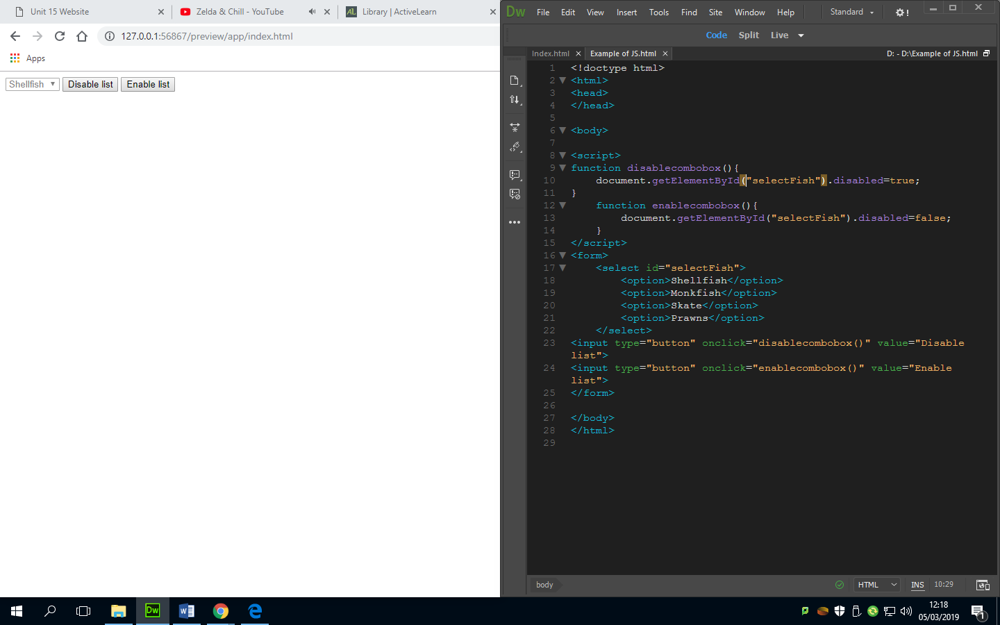 Unit 15 Website
Zelda & Chill - YouTube
AL Library | ActiveLearn
127.0.0.1:56867/preview/app/index.html
Apps
Shellfish Disable list Enable list
Dw File Edit View Insert Tools Find Site Window Help Standard
Code Split Live
Index.html Example of JS.html D: - D:\Example of JS.html
1 <!doctype html>
2 <html>
3 <head>
4 </head>
5
6 <body>
7
8 <script>
9 function disablecombobox(){
10 document.getElementById("selectFish").disabled=true;
11 }
12 function enablecombobox(){
13 document.getElementById("selectFish").disabled=false;
14 }
15 </script>
16 <form>
17 <select id="selectFish">
18 <option>Shellfish</option>
19 <option>Monkfish</option>
20 <option>Skate</option>
21 <option>Prawns</option>
22 </select>
23 <input type="button" onclick="disablecombobox()" value="Disable
list">
24 <input type="button" onclick="enablecombobox()" value="Enable
list">
25 </form>
26
27 </body>
28 </html>
29
body HTML INS 10:29
Dw
12:18
05/03/2019
1